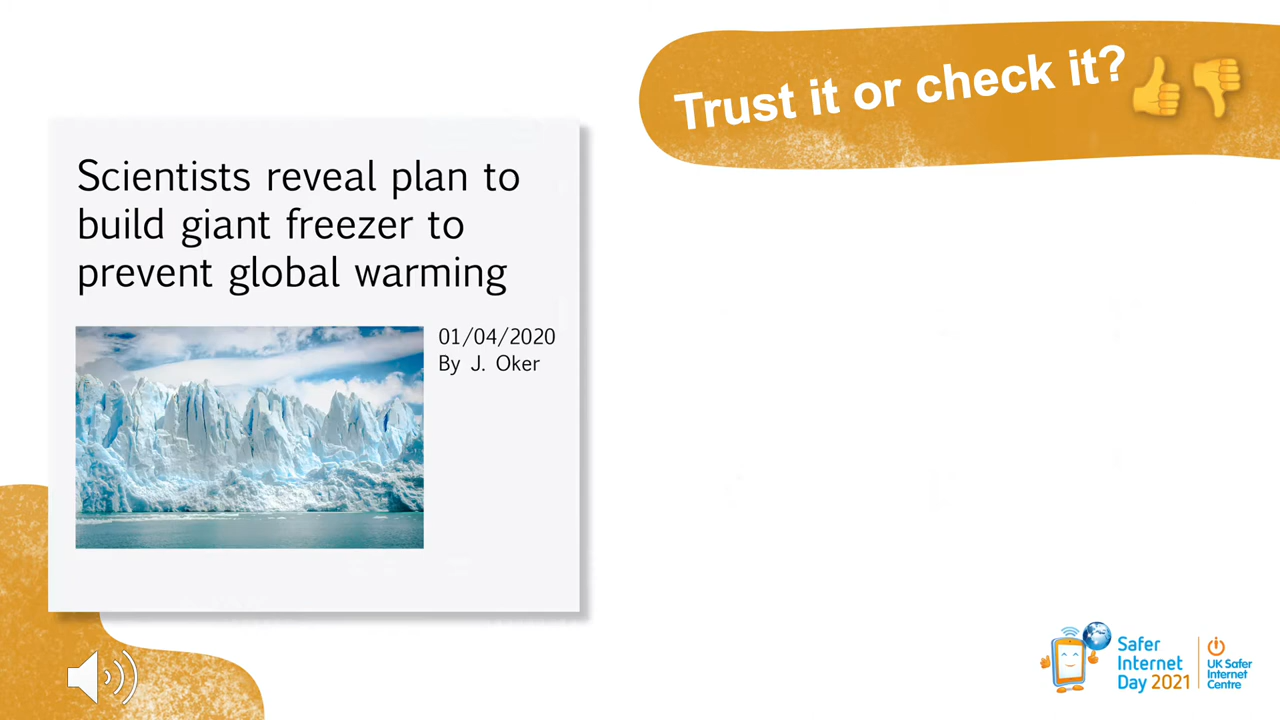 Trust it or check it?
Scientists reveal plan to
build giant freezer to
prevent global warming
01/04/2020
By J. Oker
Safer
Internet
Day 2021
UK Safer
Internet
Centre